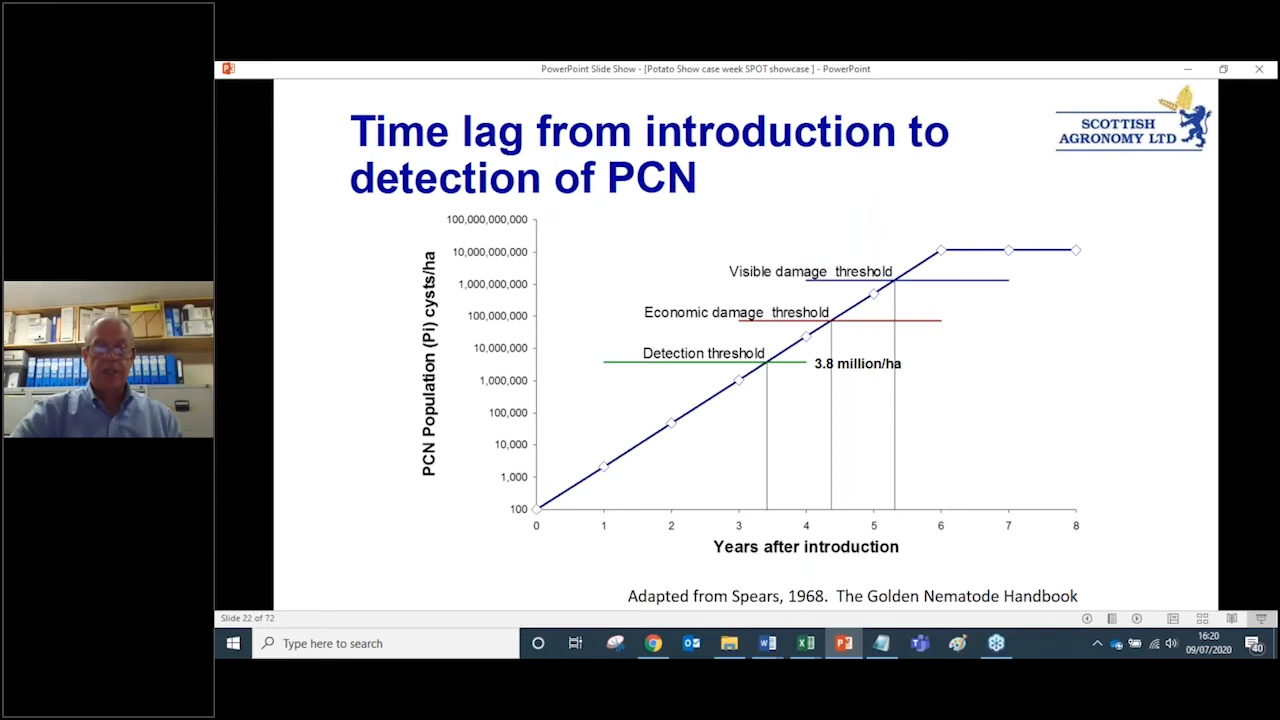 PowerPoint Slide Show - [Potato Show case week SPOT showcase ] - PowerPoint
Time lag from introduction to
detection of PCN
SCOTTISH
AGRONOMY LTD
PCN Population (Pi) cysts/ha
100,000,000,000
10,000,000,000
1,000,000,000
100,000,000
10,000,000
1,000,000
100,000
10,000
1,000
100
Visible damage threshold
Economic damage threshold
Detection threshold
3.8 million/ha
0 1 2 3 4 5 6 7 8
Years after introduction
Adapted from Spears, 1968. The Golden Nematode Handbook
Slide 22 of 72
Type here to search
16:20
09/07/2020
40